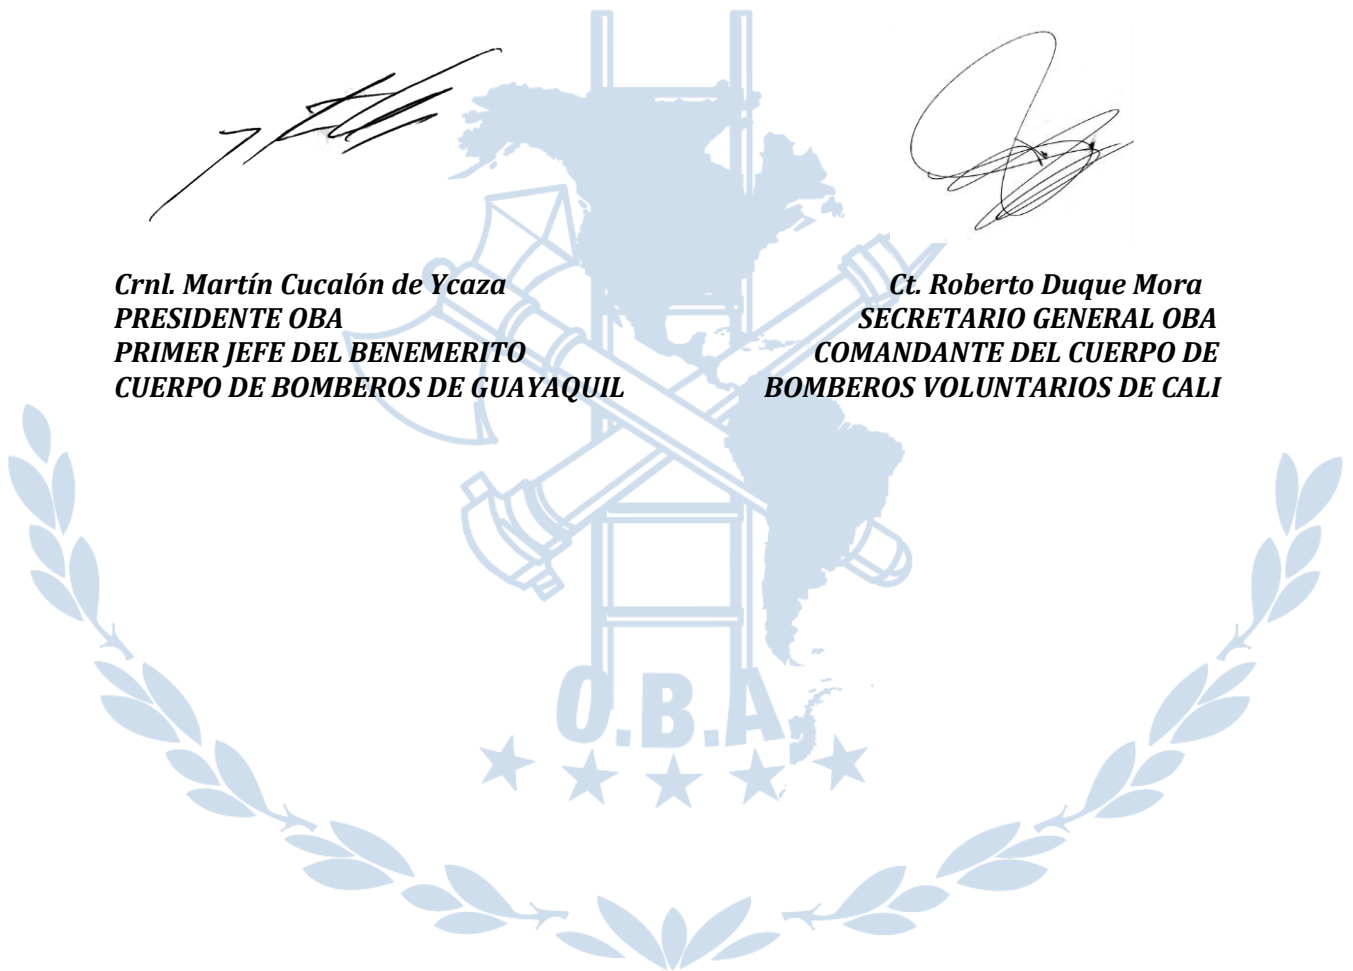 Crnl. Martín Cucalón de Ycaza
PRESIDENTE OBA
PRIMER JEFE DEL BENEMERITO
CUERPO DE BOMBEROS DE GUAYAQUIL
Ct. Roberto Duque Mora
SECRETARIO GENERAL OBA
COMANDANTE DEL CUERPO DE
BOMBEROS VOLUNTARIOS DE CALI
O.B.A